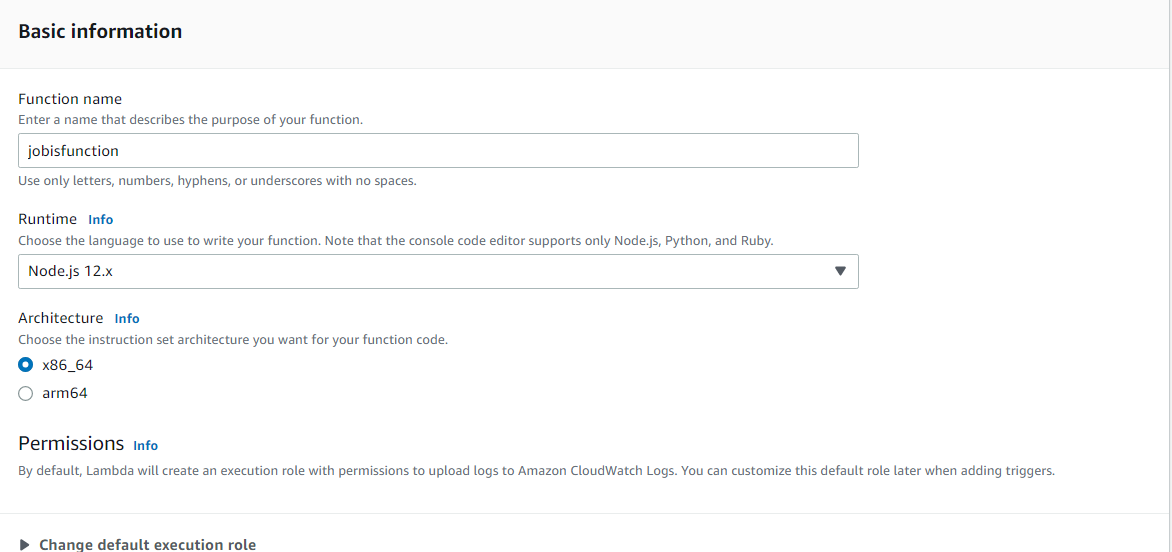 Basic information
Function name
Enter a name that describes the purpose of your function.
jobisfunction
Use only letters, numbers, hyphens, or underscores with no spaces.
Runtime Info
Choose the language to use to write your function. Note that the console code editor supports only Node.js, Python, and Ruby.
Node.js 12.x
Architecture Info
Choose the instruction set architecture you want for your function code.
x86_64
arm64
Permissions Info
By default, Lambda will create an execution role with permissions to upload logs to Amazon CloudWatch Logs. You can customize this default role later when adding triggers.
Change default execution role